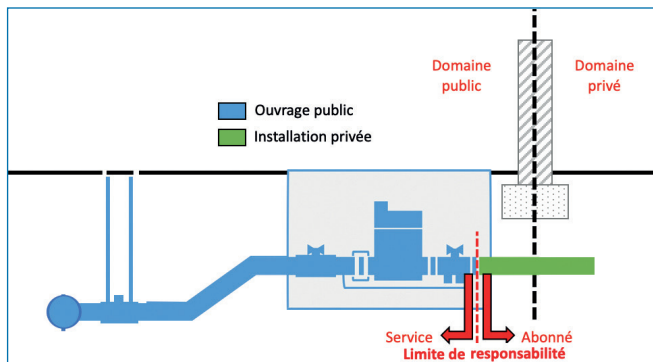 Domaine
public
Domaine
privé
Ouvrage public
Installation privée
Service
Abonné
Limite de responsabilité